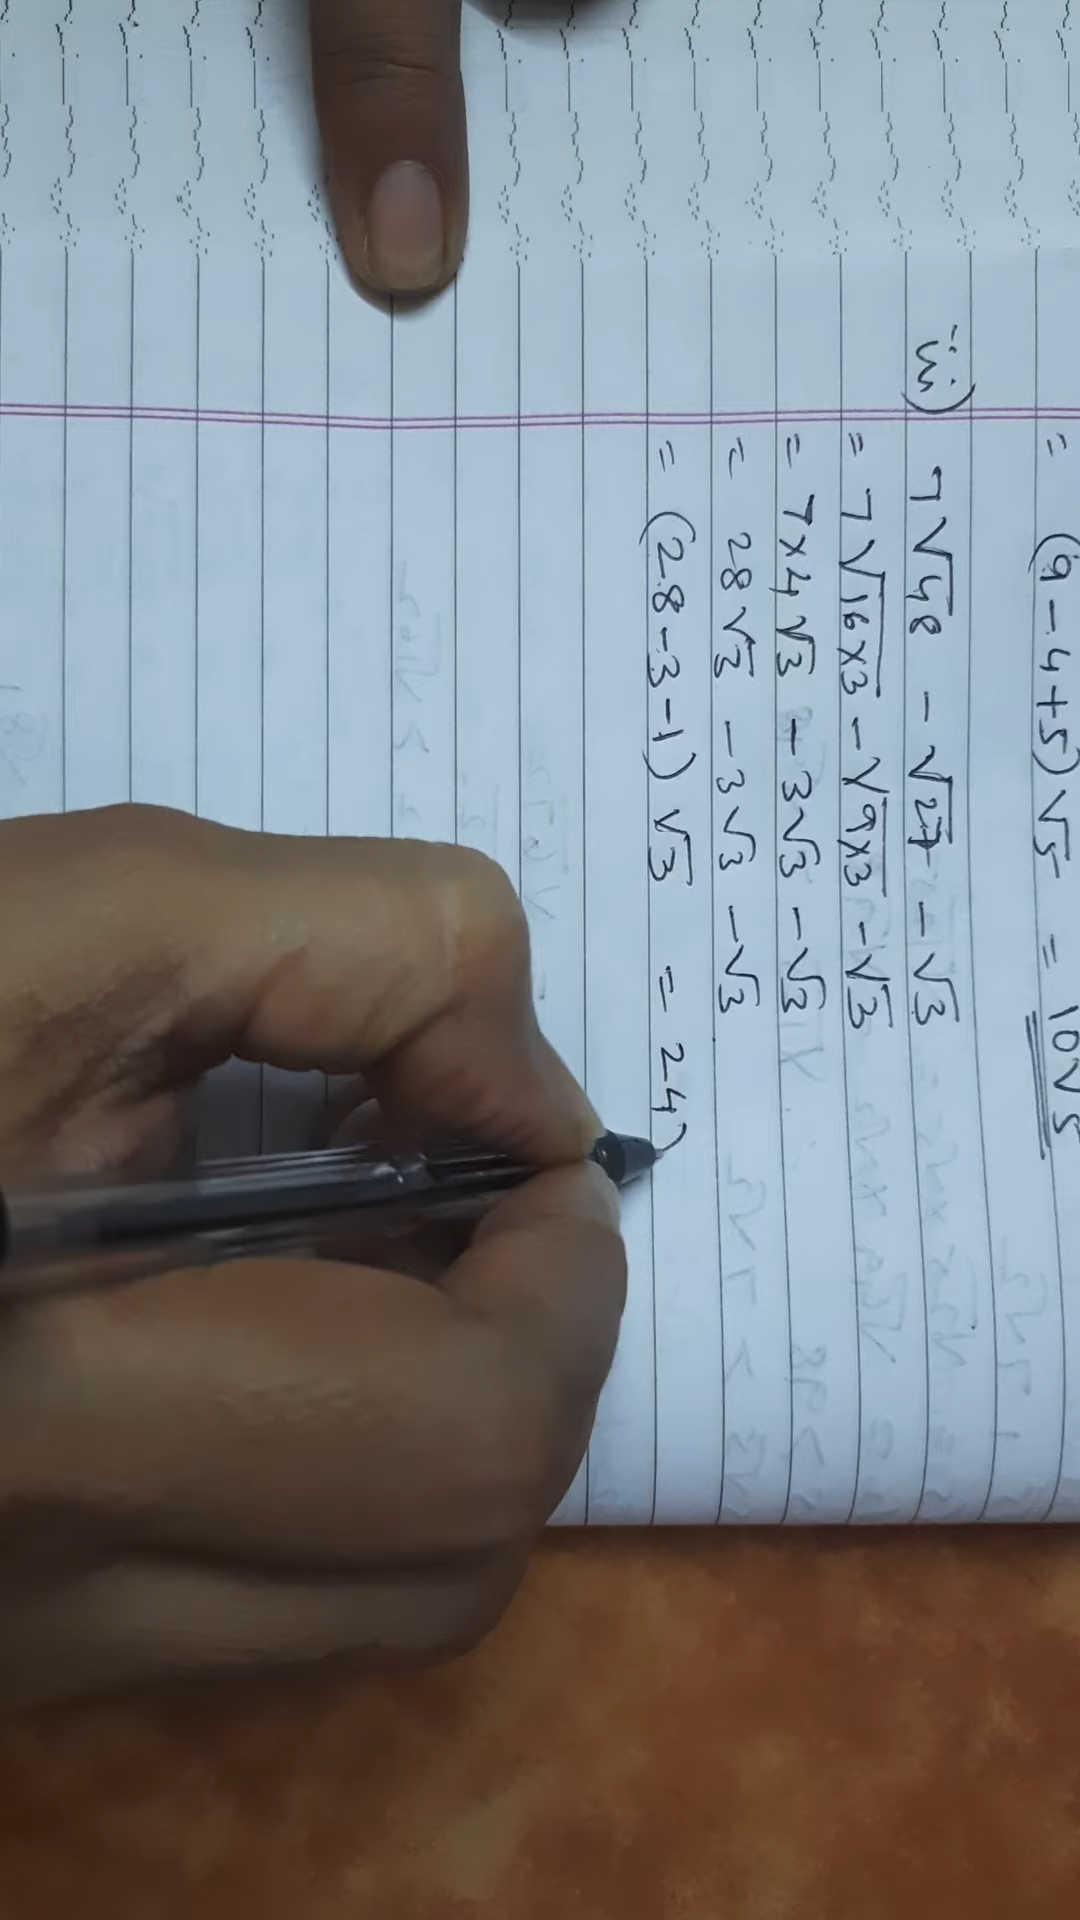 = (9-4+5)√5 = 10√5
iii) 7√48 - √27 - √3
= 7√16×3 - √9×3 - √3
= 7×4√3 - 3√3 - √3
= 28√3 - 3√3 - √3
= (28-3-1)√3 = 24